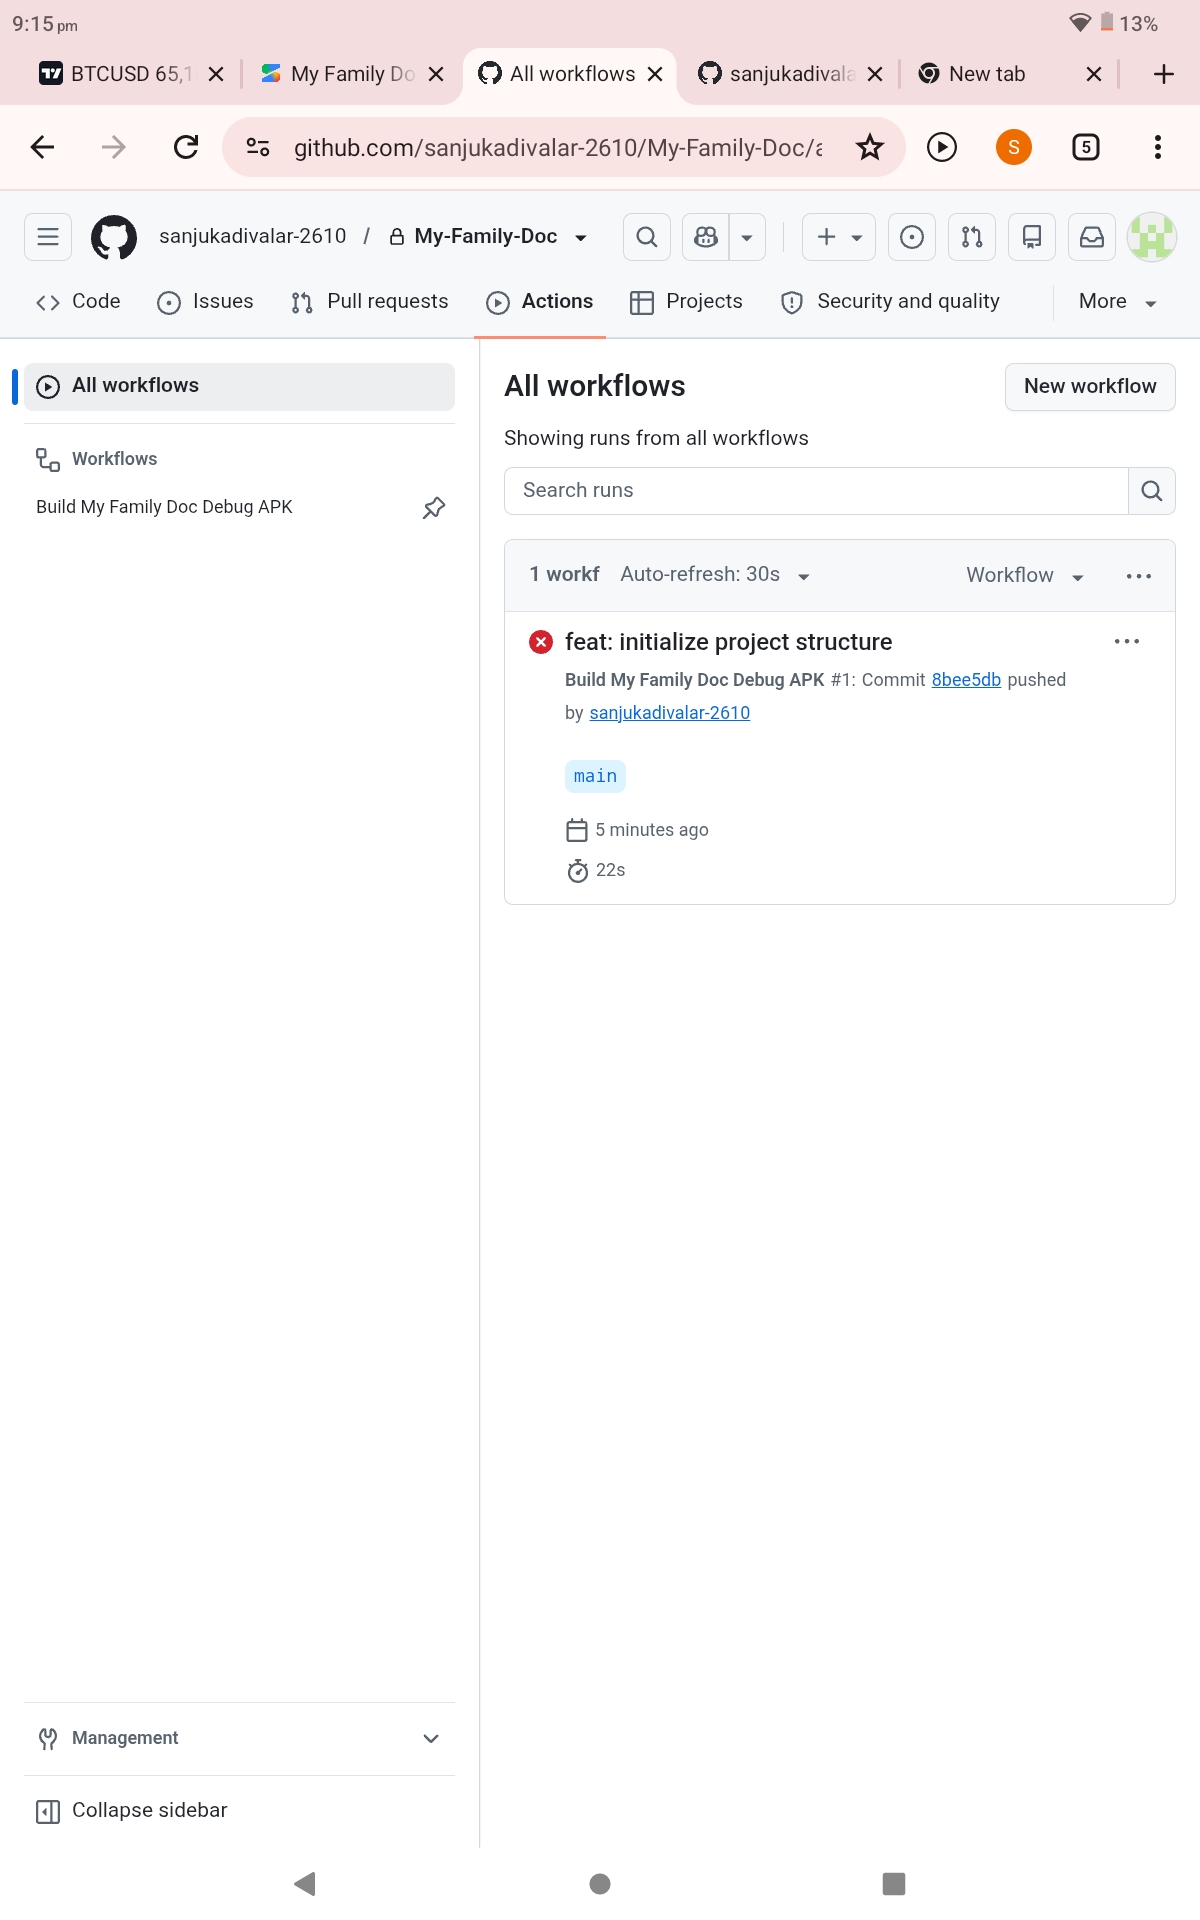 9:15 pm
13%
BTCUSD 65,1
My Family Do
All workflows
sanjukadivala
New tab
github.com/sanjukadivalar-2610/My-Family-Doc/a
S
5
sanjukadivalar-2610 / My-Family-Doc
Code
Issues
Pull requests
Actions
Projects
Security and quality
More
All workflows
Workflows
Build My Family Doc Debug APK
All workflows
New workflow
Showing runs from all workflows
Search runs
1 workf
Auto-refresh: 30s
Workflow
feat: initialize project structure
Build My Family Doc Debug APK #1: Commit 8bee5db pushed
by sanjukadivalar-2610
main
5 minutes ago
22s
Management
Collapse sidebar